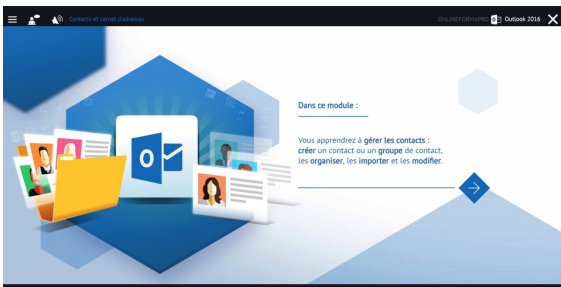 Contacts et carnet d'adresses
ONLINEFORMAPRO Outlook 2016
Dans ce module :
Vous apprendrez à gérer les contacts :
créer un contact ou un groupe de contact,
les organiser, les importer et les modifier.